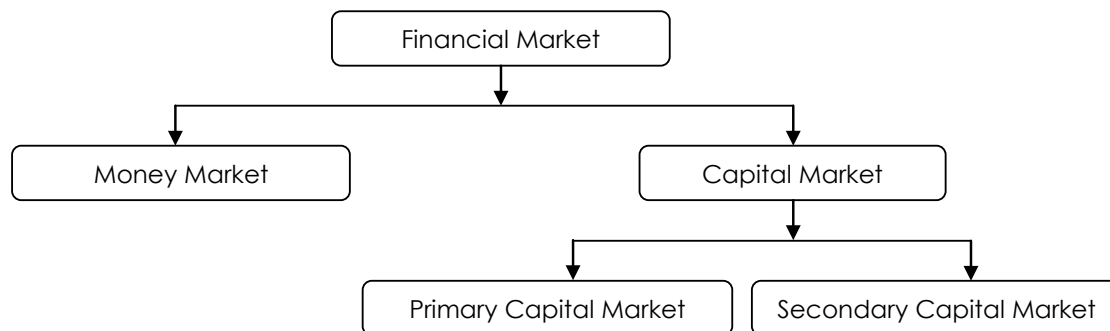 Financial Market
Money Market
Capital Market
Primary Capital Market
Secondary Capital Market